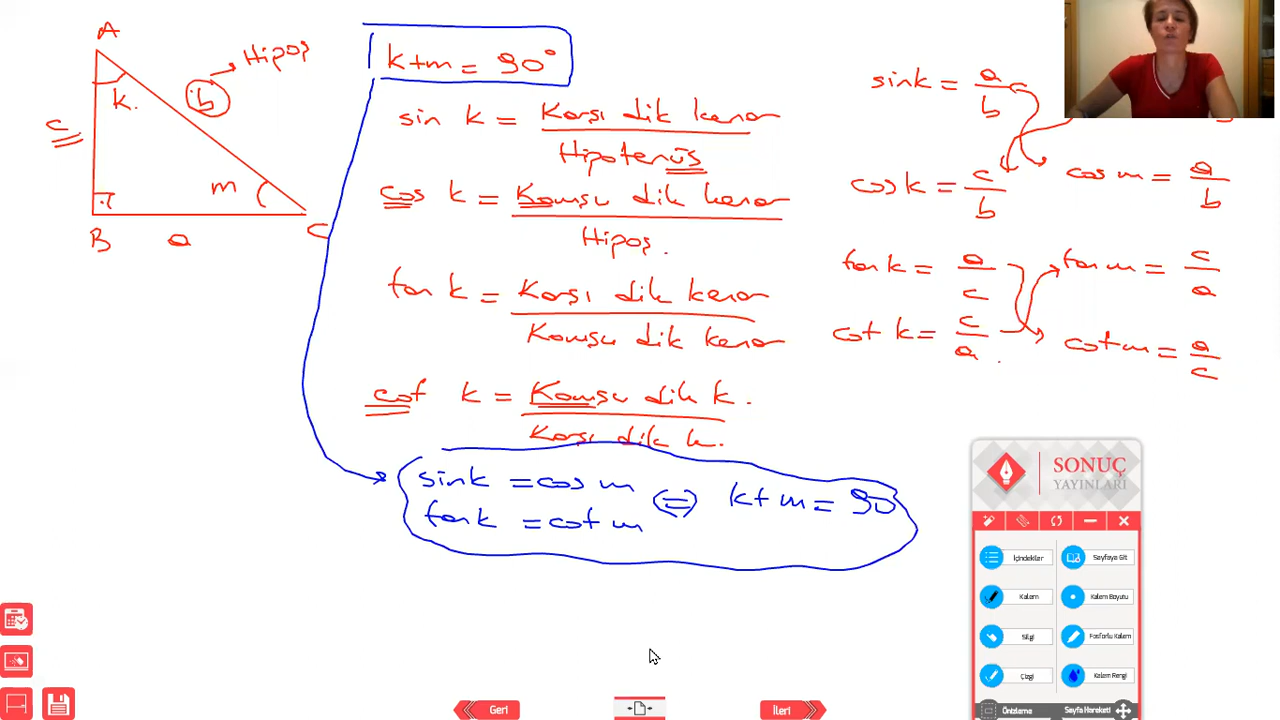 A
k.
c
b → Hipoş
m
B
a
C
k+m = 90°
sin k = Karşı dik kenar / Hipotenüs
cos k = Komşu dik kenar / Hipoş.
tan k = Karşı dik kenar / Komşu dik kenar
cot k = Komşu dik k. / Karşı dik k.
sin k = cos m
tan k = cot m
⇔ k+m = 90
sin k = a/b
cos k = c/b
cos m = a/b
tan k = a/c
tan m = c/a
cot k = c/a
cot m = a/c
SONUÇ
YAYINLARI
İçindekiler
Sayfaya Git
Kalem
Kalem Boyutu
Silgi
Fosforlu Kalem
Çizgi
Kalem Rengi
Önizleme
Sayfa Hareketi
Geri
İleri